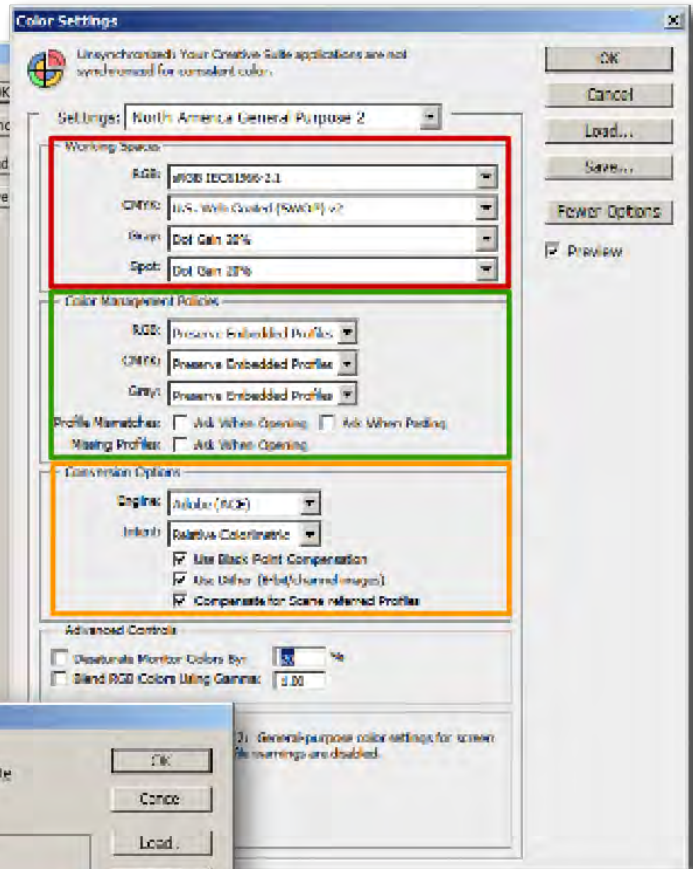 Color Settings
Unsynchronized: Your Creative Suite applications are not
synchronized for consistent color.
OK
Cancel
Load...
Save...
Fewer Options
Preview
Settings: North America General Purpose 2
Working Spaces
RGB: sRGB IEC61966-2.1
CMYK: U.S. Web Coated (SWOP) v2
Gray: Dot Gain 20%
Spot: Dot Gain 20%
Color Management Policies
RGB: Preserve Embedded Profiles
CMYK: Preserve Embedded Profiles
Gray: Preserve Embedded Profiles
Profile Mismatches: Ask When Opening Ask When Pasting
Missing Profiles: Ask When Opening
Conversion Options
Engine: Adobe (ACE)
Intent: Relative Colorimetric
Use Black Point Compensation
Use Dither (8-bit/channel images)
Compensate for Scene-referred Profiles
Advanced Controls
Desaturate Monitor Colors By: 20 %
Blend RGB Colors Using Gamma: 1.00
2: General-purpose color settings for screen
warnings are disabled.
OK
Cance
Load.